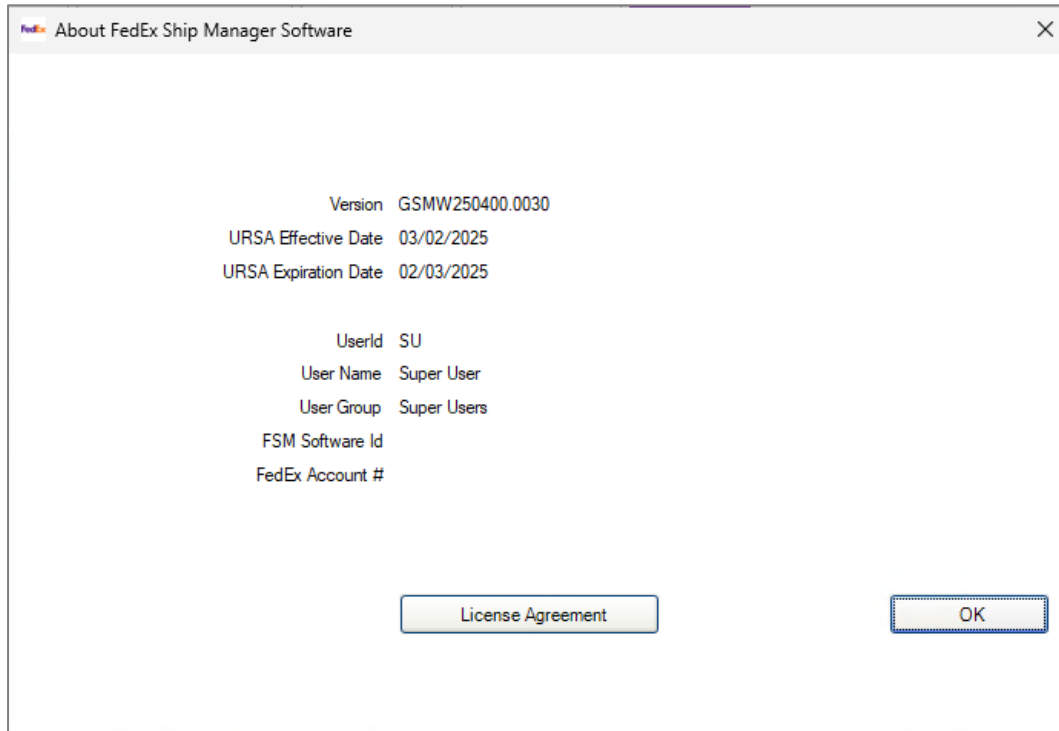 FedEx About FedEx Ship Manager Software
Version GSMW250400.0030
URSA Effective Date 03/02/2025
URSA Expiration Date 02/03/2025
UserId SU
User Name Super User
User Group Super Users
FSM Software Id
FedEx Account #
License Agreement OK